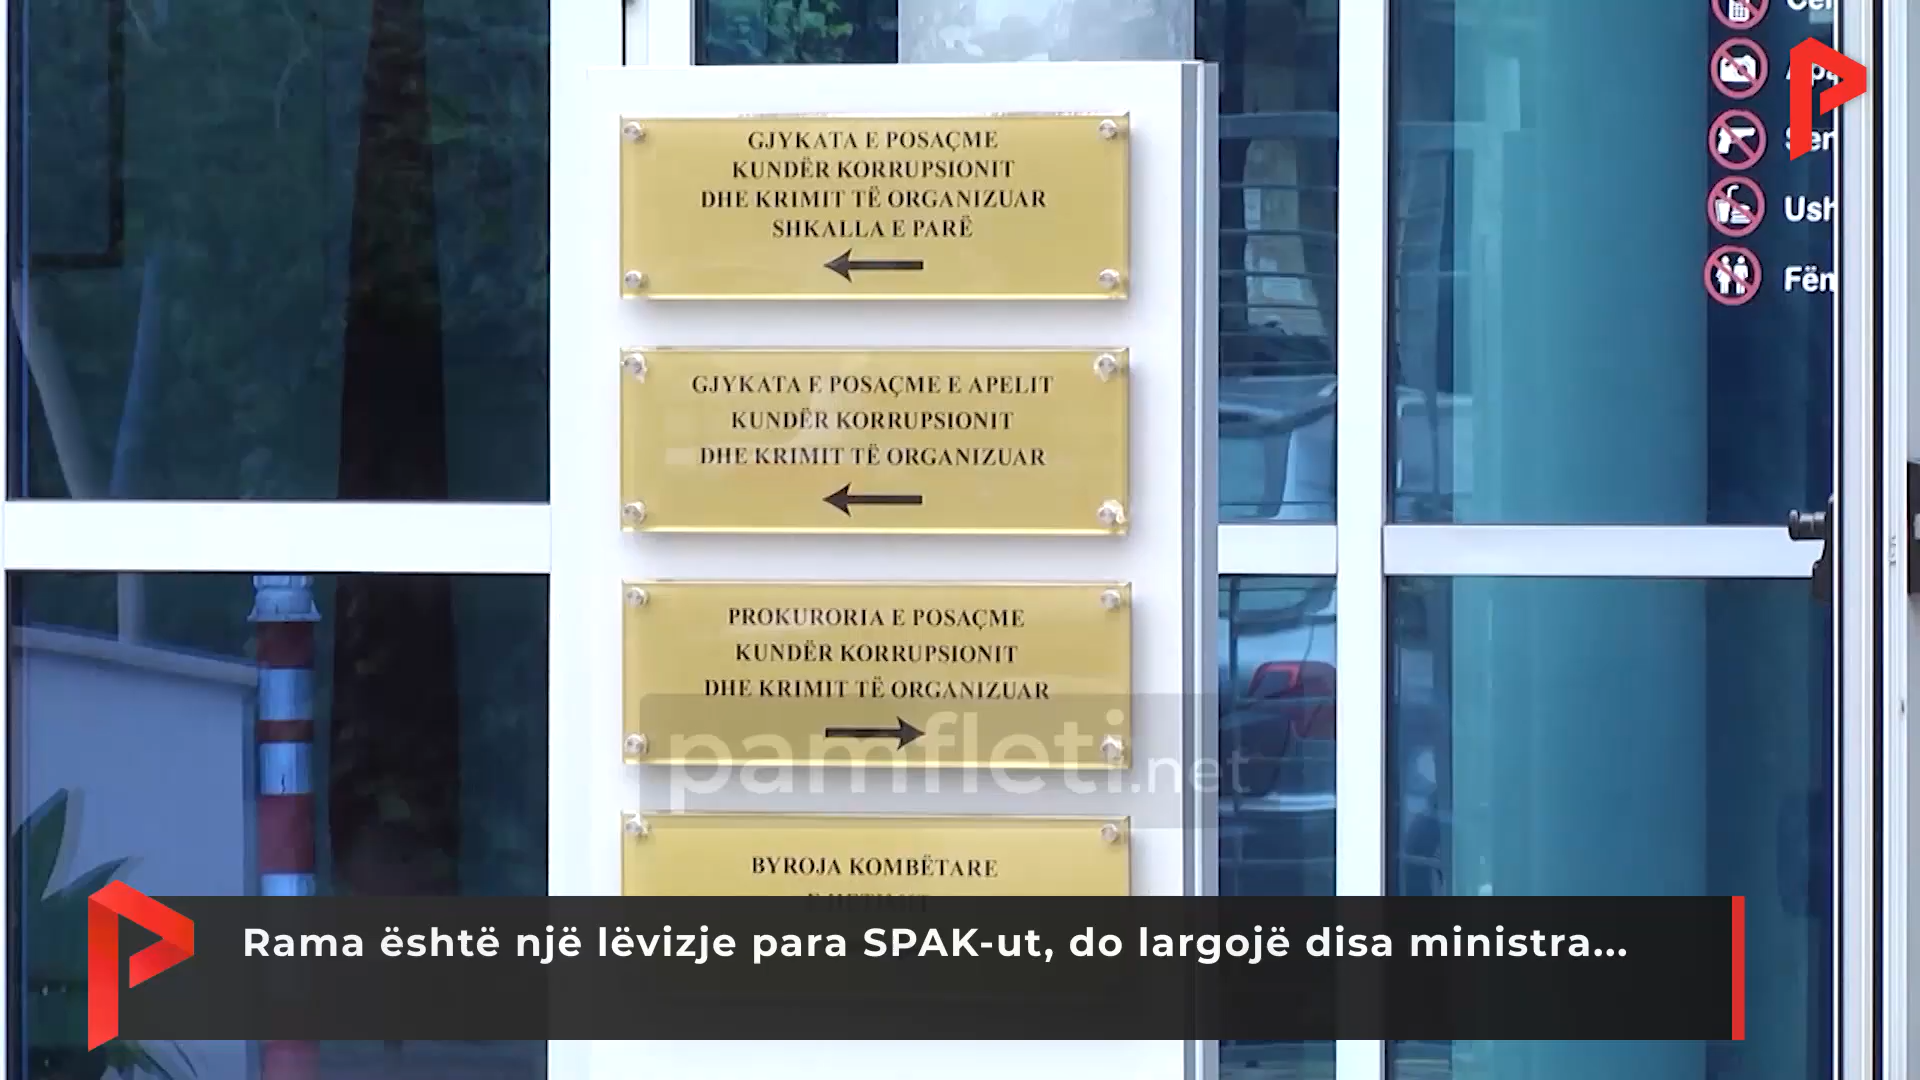 GJYKATA E POSAÇME
KUNDËR KORRUPSIONIT
DHE KRIMIT TË ORGANIZUAR
SHKALLA E PARË
GJYKATA E POSAÇME E APELIT
KUNDËR KORRUPSIONIT
DHE KRIMIT TË ORGANIZUAR
PROKURORIA E POSAÇME
KUNDËR KORRUPSIONIT
DHE KRIMIT TË ORGANIZUAR
pamfleti.net
BYROJA KOMBËTARE
E HETIMIT
Rama është një lëvizje para SPAK-ut, do largojë disa ministra...